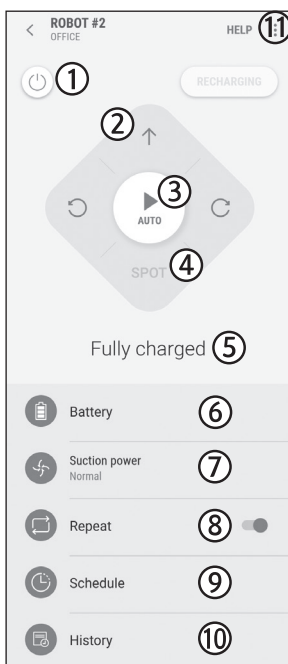 ROBOT #2
OFFICE
HELP ⑪
①
RECHARGING
②
③
AUTO
SPOT ④
Fully charged ⑤
Battery ⑥
Suction power ⑦
Normal
Repeat ⑧
Schedule ⑨
History ⑩